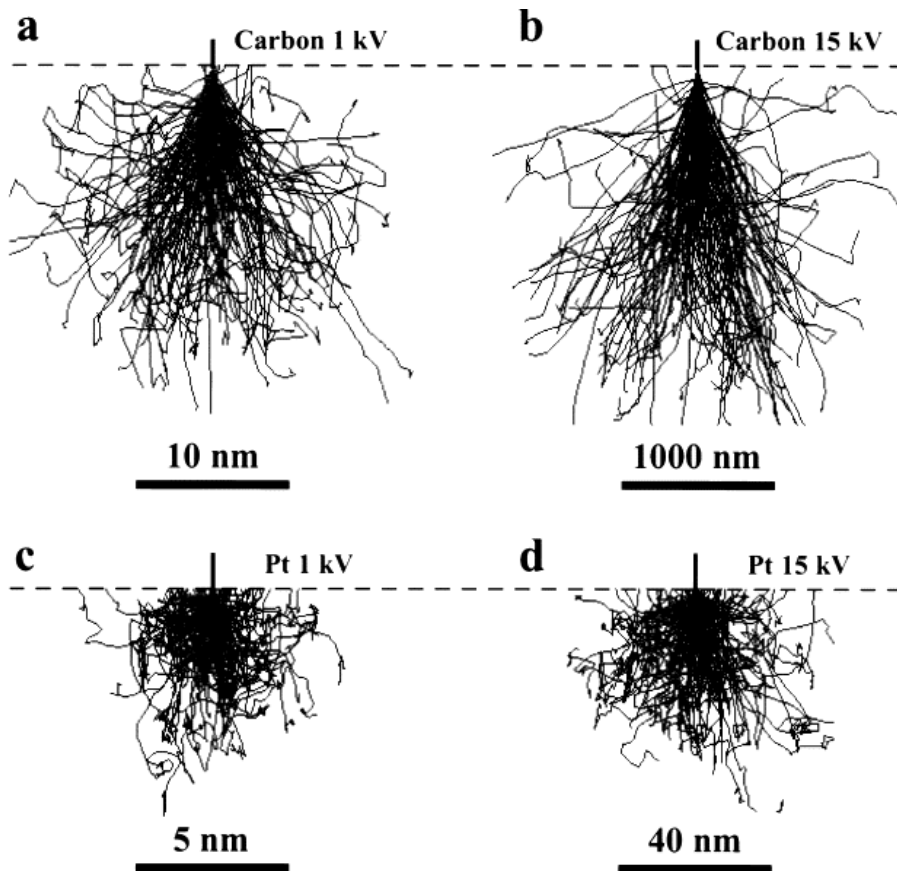 a
Carbon 1 kV
b
Carbon 15 kV
10 nm
1000 nm
c
Pt 1 kV
d
Pt 15 kV
5 nm
40 nm